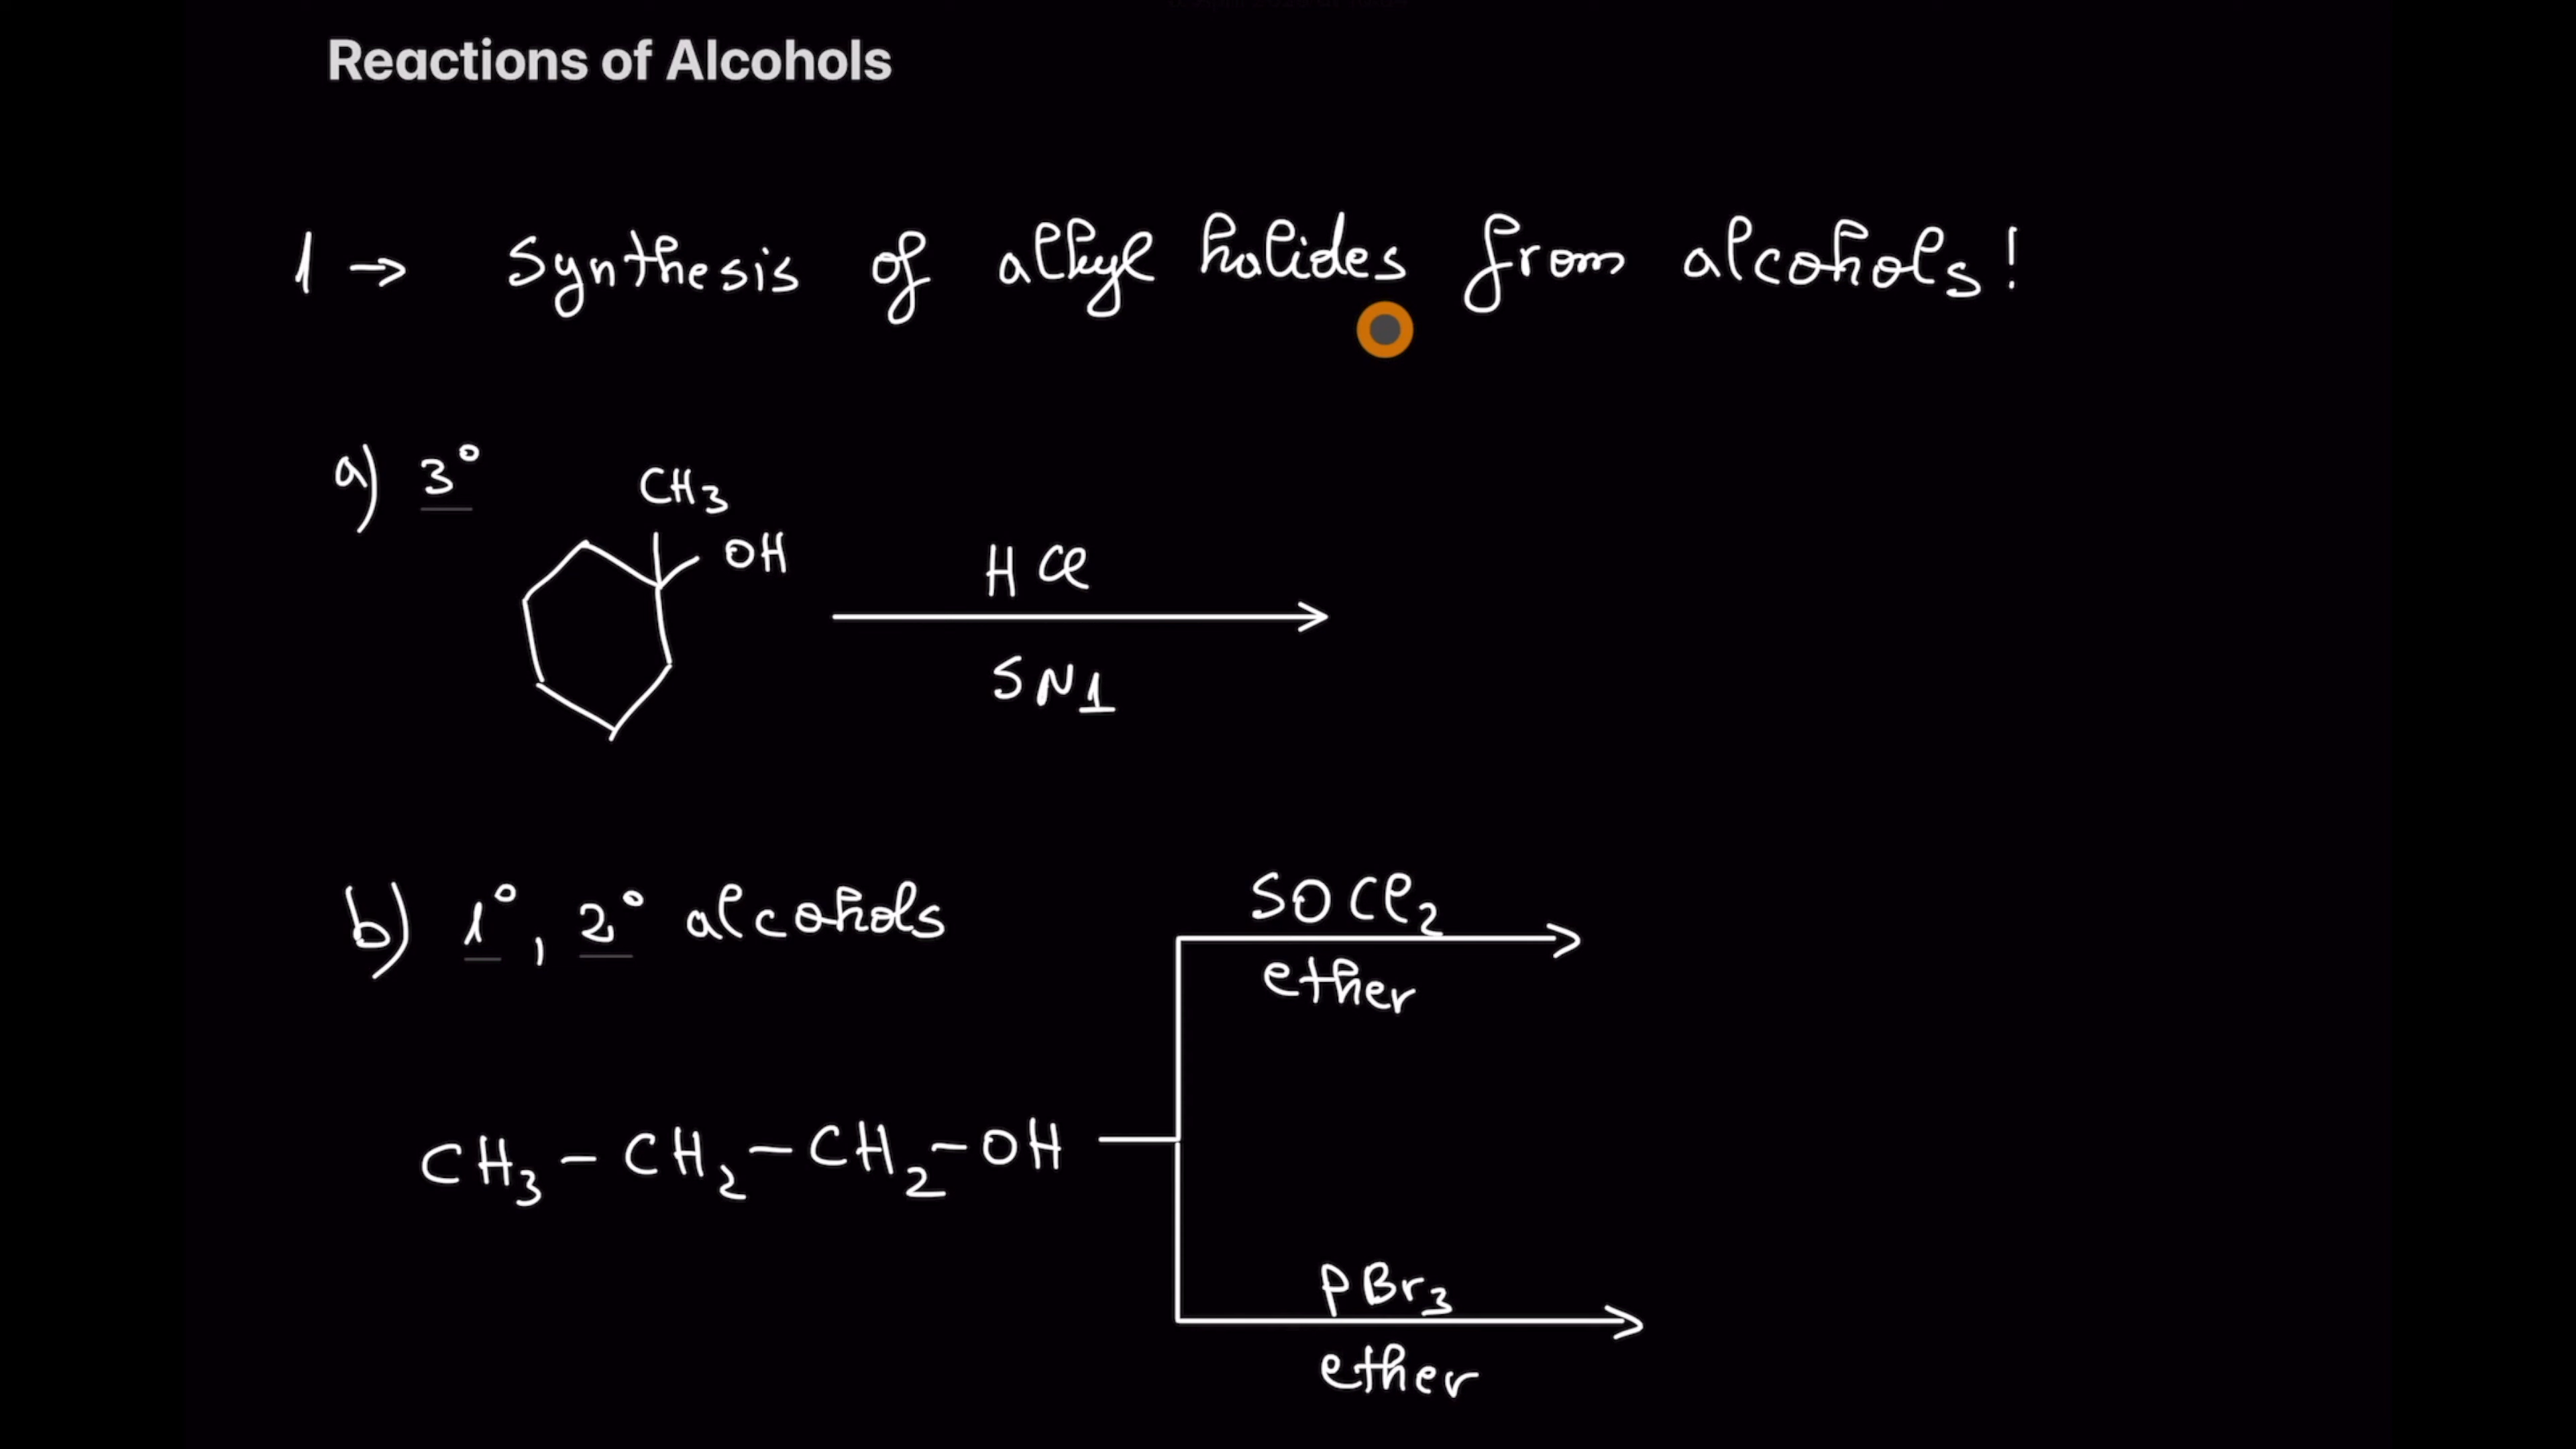 Reactions of Alcohols
1 → Synthesis of alkyl halides from alcohols!
a) 3°
CH3
OH
HCl
SN1
b) 1°, 2° alcohols
SOCl2
ether
CH3-CH2-CH2-OH
PBr3
ether